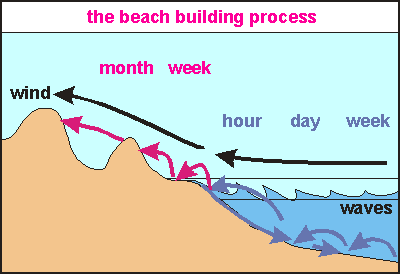 the beach building process
month week
wind
hour day week
waves